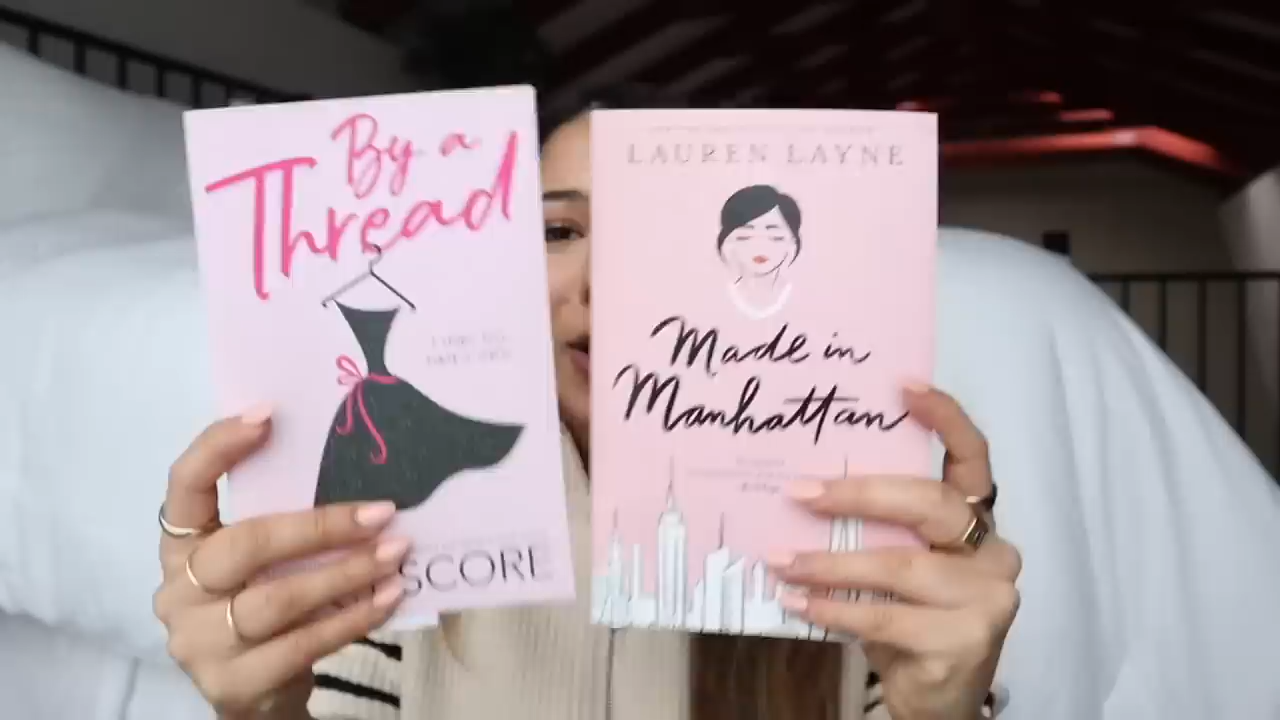 By a
Thread
SCORE
LAUREN LAYNE
Made in
Manhattan